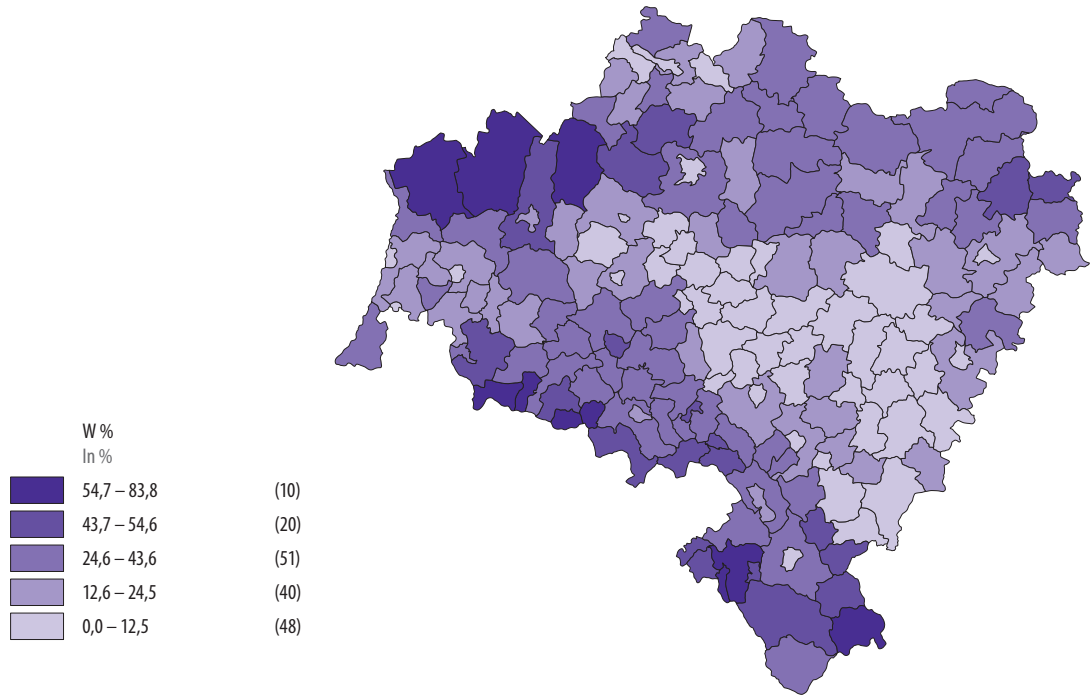 W %
In %
54,7 – 83,8 (10)
43,7 – 54,6 (20)
24,6 – 43,6 (51)
12,6 – 24,5 (40)
0,0 – 12,5 (48)